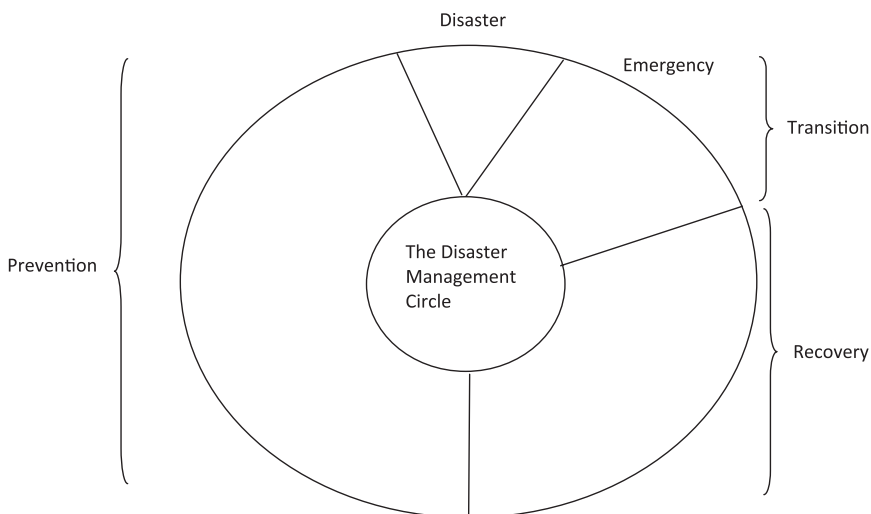 Disaster
Emergency
Transition
Prevention
The Disaster
Management
Circle
Recovery